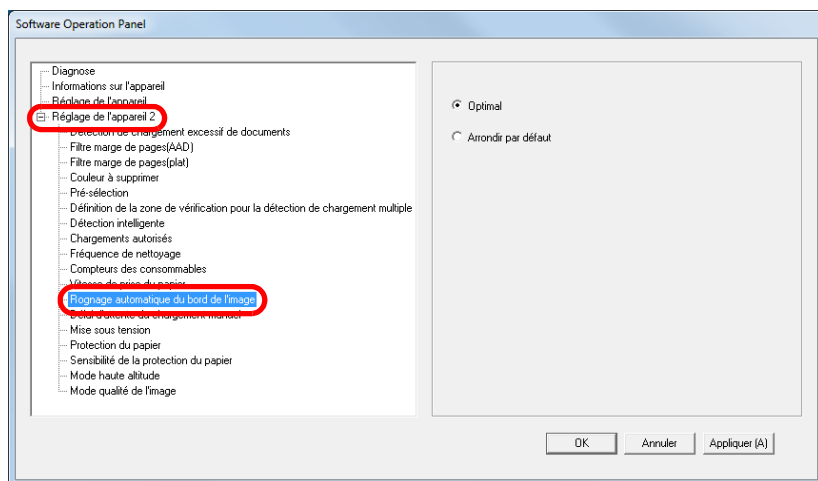 Software Operation Panel
Diagnose
Informations sur l'appareil
Réglage de l'appareil
Réglage de l'appareil 2
Détection de chargement excessif de documents
Filtre marge de pages(AAD)
Filtre marge de pages(plat)
Couleur à supprimer
Pré-sélection
Définition de la zone de vérification pour la détection de chargement multiple
Détection intelligente
Chargements autorisés
Fréquence de nettoyage
Compteurs des consommables
Vitesse de prise du papier
Rognage automatique du bord de l'image
Délai d'attente du chargement manuel
Mise sous tension
Protection du papier
Sensibilité de la protection du papier
Mode haute altitude
Mode qualité de l'image
Optimal
Arrondir par défaut
OK
Annuler
Appliquer (A)